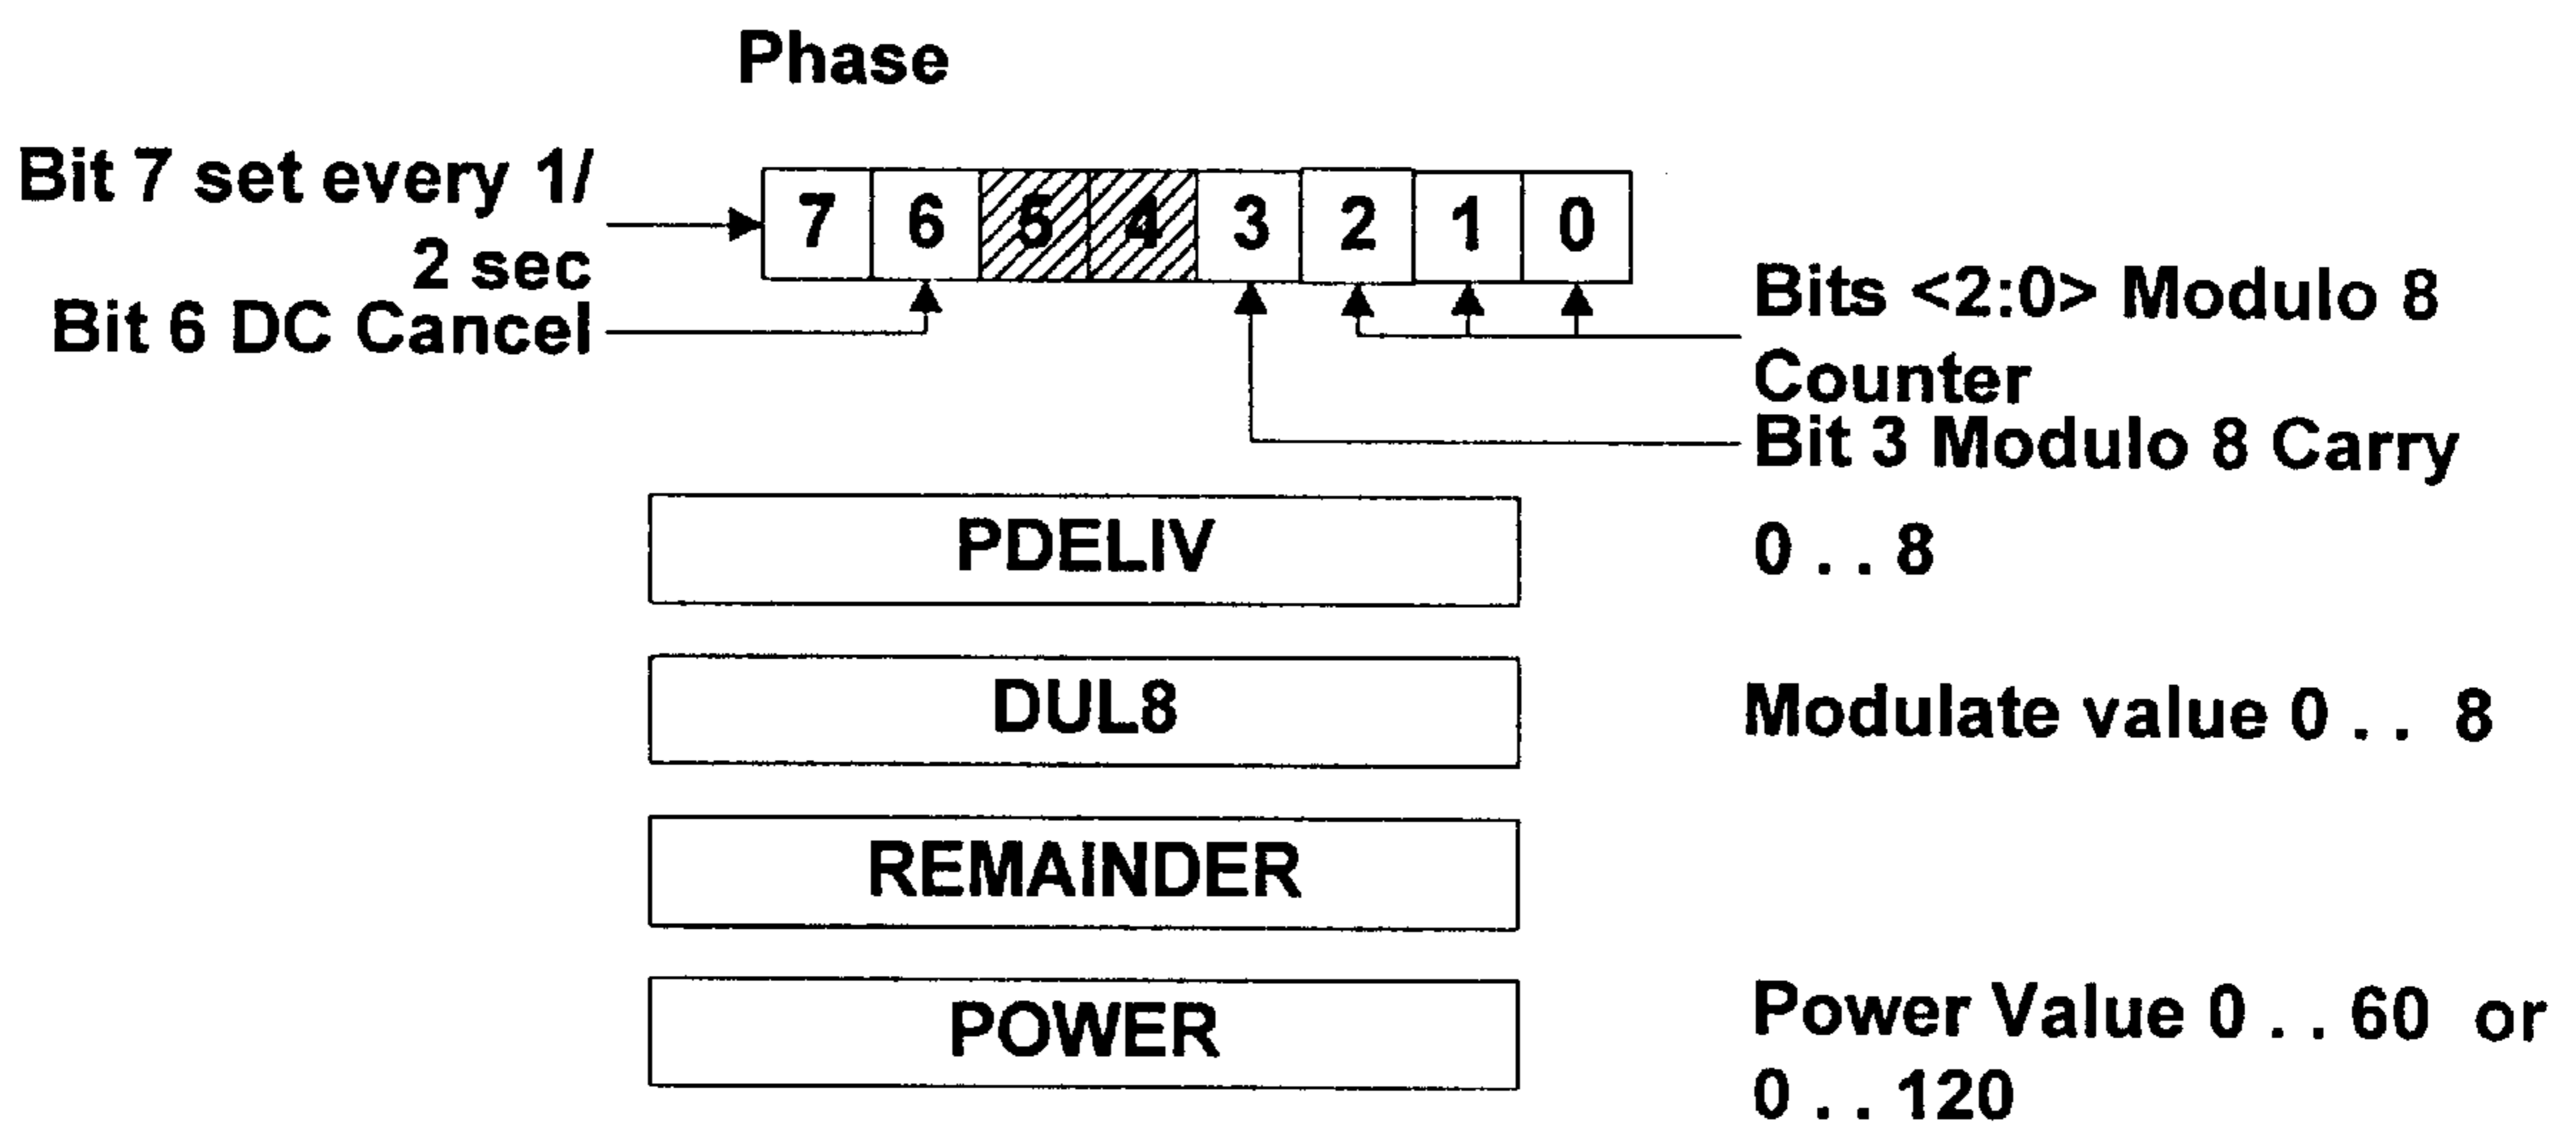 Phase
Bit 7 set every 1/
2 sec
Bit 6 DC Cancel
7 6 5 4 3 2 1 0
Bits <2:0> Modulo 8
Counter
Bit 3 Modulo 8 Carry
PDELIV
0 . . 8
DUL8
Modulate value 0 . . 8
REMAINDER
POWER
Power Value 0 . . 60 or
0 . . 120